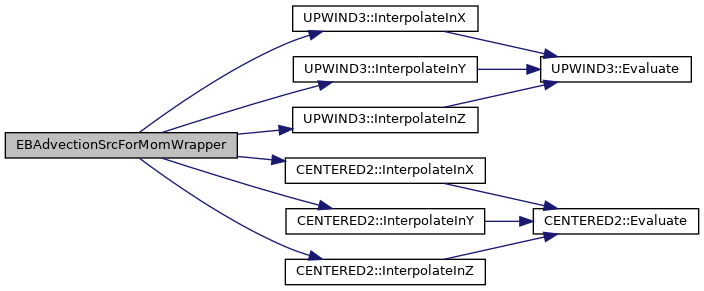 UPWIND3::InterpolateInX
UPWIND3::InterpolateInY
UPWIND3::Evaluate
UPWIND3::InterpolateInZ
EBAdvectionSrcForMomWrapper
CENTERED2::InterpolateInX
CENTERED2::InterpolateInY
CENTERED2::Evaluate
CENTERED2::InterpolateInZ